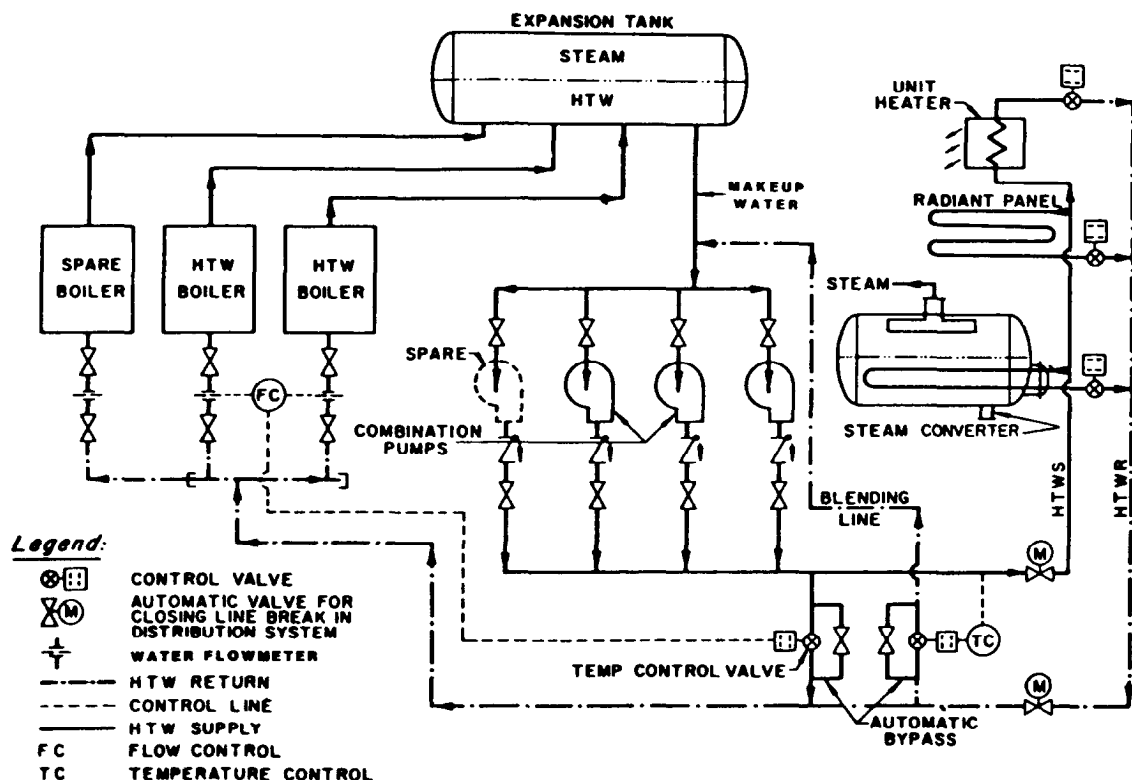 EXPANSION TANK
STEAM
HTW
UNIT
HEATER
MAKEUP
WATER
RADIANT PANEL
SPARE
BOILER
HTW
BOILER
HTW
BOILER
STEAM
SPARE
FC
COMBINATION
PUMPS
STEAM CONVERTER
BLENDING
LINE
HTWS
HTWR
M
TC
TEMP CONTROL VALVE
M
AUTOMATIC
BYPASS
Legend:
CONTROL VALVE
M
AUTOMATIC VALVE FOR
CLOSING LINE BREAK IN
DISTRIBUTION SYSTEM
WATER FLOWMETER
HTW RETURN
CONTROL LINE
HTW SUPPLY
FC FLOW CONTROL
TC TEMPERATURE CONTROL